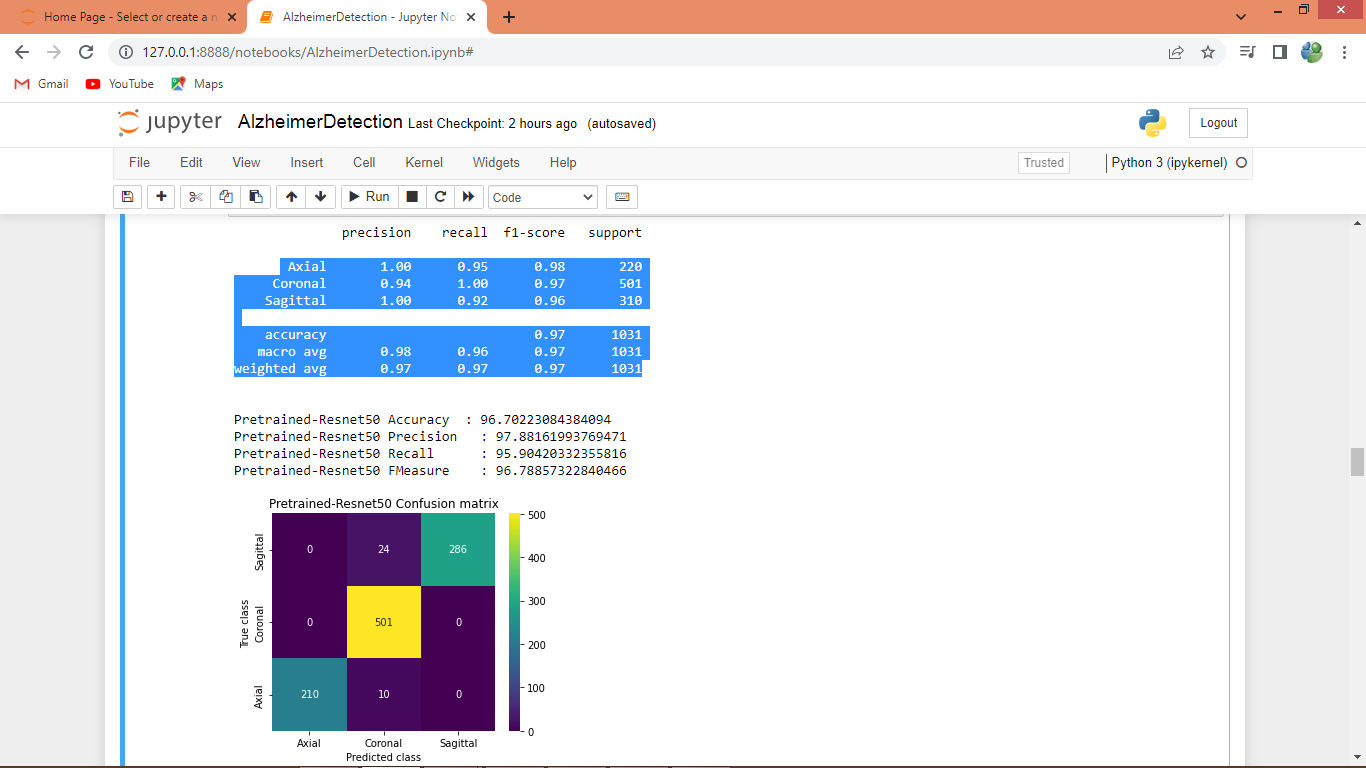 Home Page - Select or create a n
AlzheimerDetection - Jupyter No
127.0.0.1:8888/notebooks/AlzheimerDetection.ipynb#
Gmail YouTube Maps
jupyter AlzheimerDetection Last Checkpoint: 2 hours ago (autosaved) Logout
File Edit View Insert Cell Kernel Widgets Help Trusted Python 3 (ipykernel)
Run Code
precision recall f1-score support
Axial 1.00 0.95 0.98 220
Coronal 0.94 1.00 0.97 501
Sagittal 1.00 0.92 0.96 310
accuracy 0.97 1031
macro avg 0.98 0.96 0.97 1031
weighted avg 0.97 0.97 0.97 1031
Pretrained-Resnet50 Accuracy : 96.70223084384094
Pretrained-Resnet50 Precision : 97.88161993769471
Pretrained-Resnet50 Recall : 95.90420332355816
Pretrained-Resnet50 FMeasure : 96.78857322840466
Pretrained-Resnet50 Confusion matrix
True class
Sagittal 0 24 286
Coronal 0 501 0
Axial 210 10 0
Axial Coronal Sagittal
Predicted class
500
400
300
200
100
0